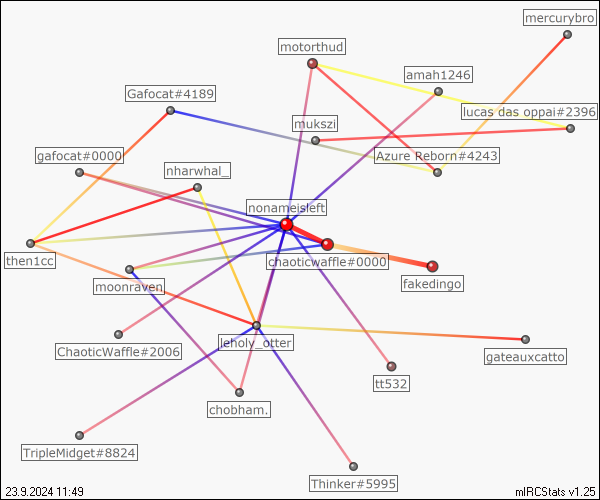 mercurybro
motorthud
amah1246
Gafocat#4189
lucas das oppai#2396
mukszi
gafocat#0000
Azure Reborn#4243
nharwhal_
nonameisleft
then1cc
chaoticwaffle#0000
moonraven
fakedingo
ChaoticWaffle#2006
leholy_otter
gateauxcatto
tt532
chobham.
TripleMidget#8824
Thinker#5995
23.9.2024 11:49
mIRCStats v1.25